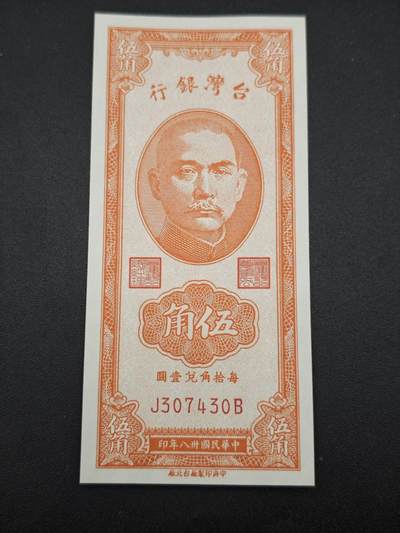 伍角 伍角
行銀灣台
角伍
圓壹兌角拾每
J307430B
伍角 伍角
印年八卅國民華中
廠北台廠製印央中